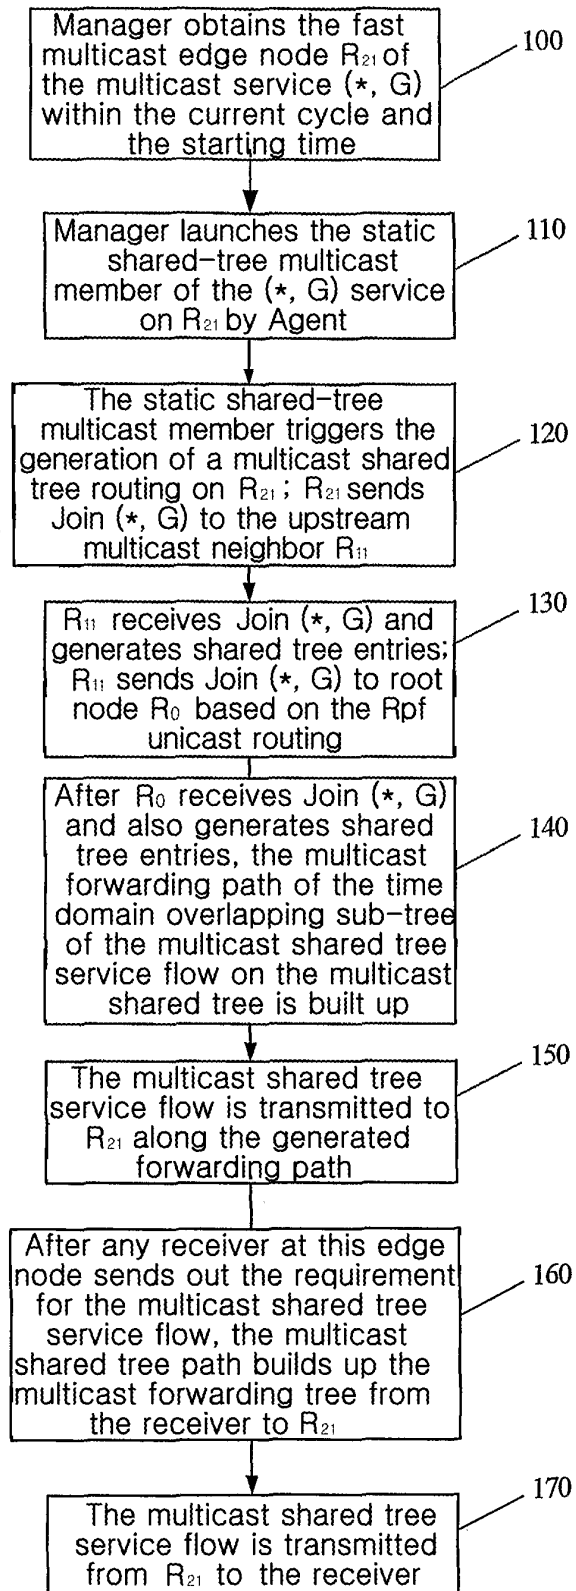 Manager obtains the fast
multicast edge node R₂₁ of
the multicast service (*, G)
within the current cycle and
the starting time
100
Manager launches the static
shared-tree multicast
member of the (*, G) service
on R₂₁ by Agent
110
The static shared-tree
multicast member triggers the
generation of a multicast shared
tree routing on R₂₁; R₂₁ sends
Join (*, G) to the upstream
multicast neighbor R₁₁
120
R₁₁ receives Join (*, G) and
generates shared tree entries;
R₁₁ sends Join (*, G) to root
node R₀ based on the Rpf
unicast routing
130
After R₀ receives Join (*, G)
and also generates shared
tree entries, the multicast
forwarding path of the time
domain overlapping sub-tree
of the multicast shared tree
service flow on the multicast
shared tree is built up
140
The multicast shared tree
service flow is transmitted to
R₂₁ along the generated
forwarding path
150
After any receiver at this edge
node sends out the requirement
for the multicast shared tree
service flow, the multicast
shared tree path builds up the
multicast forwarding tree from
the receiver to R₂₁
160
The multicast shared tree
service flow is transmitted
from R₂₁ to the receiver
170